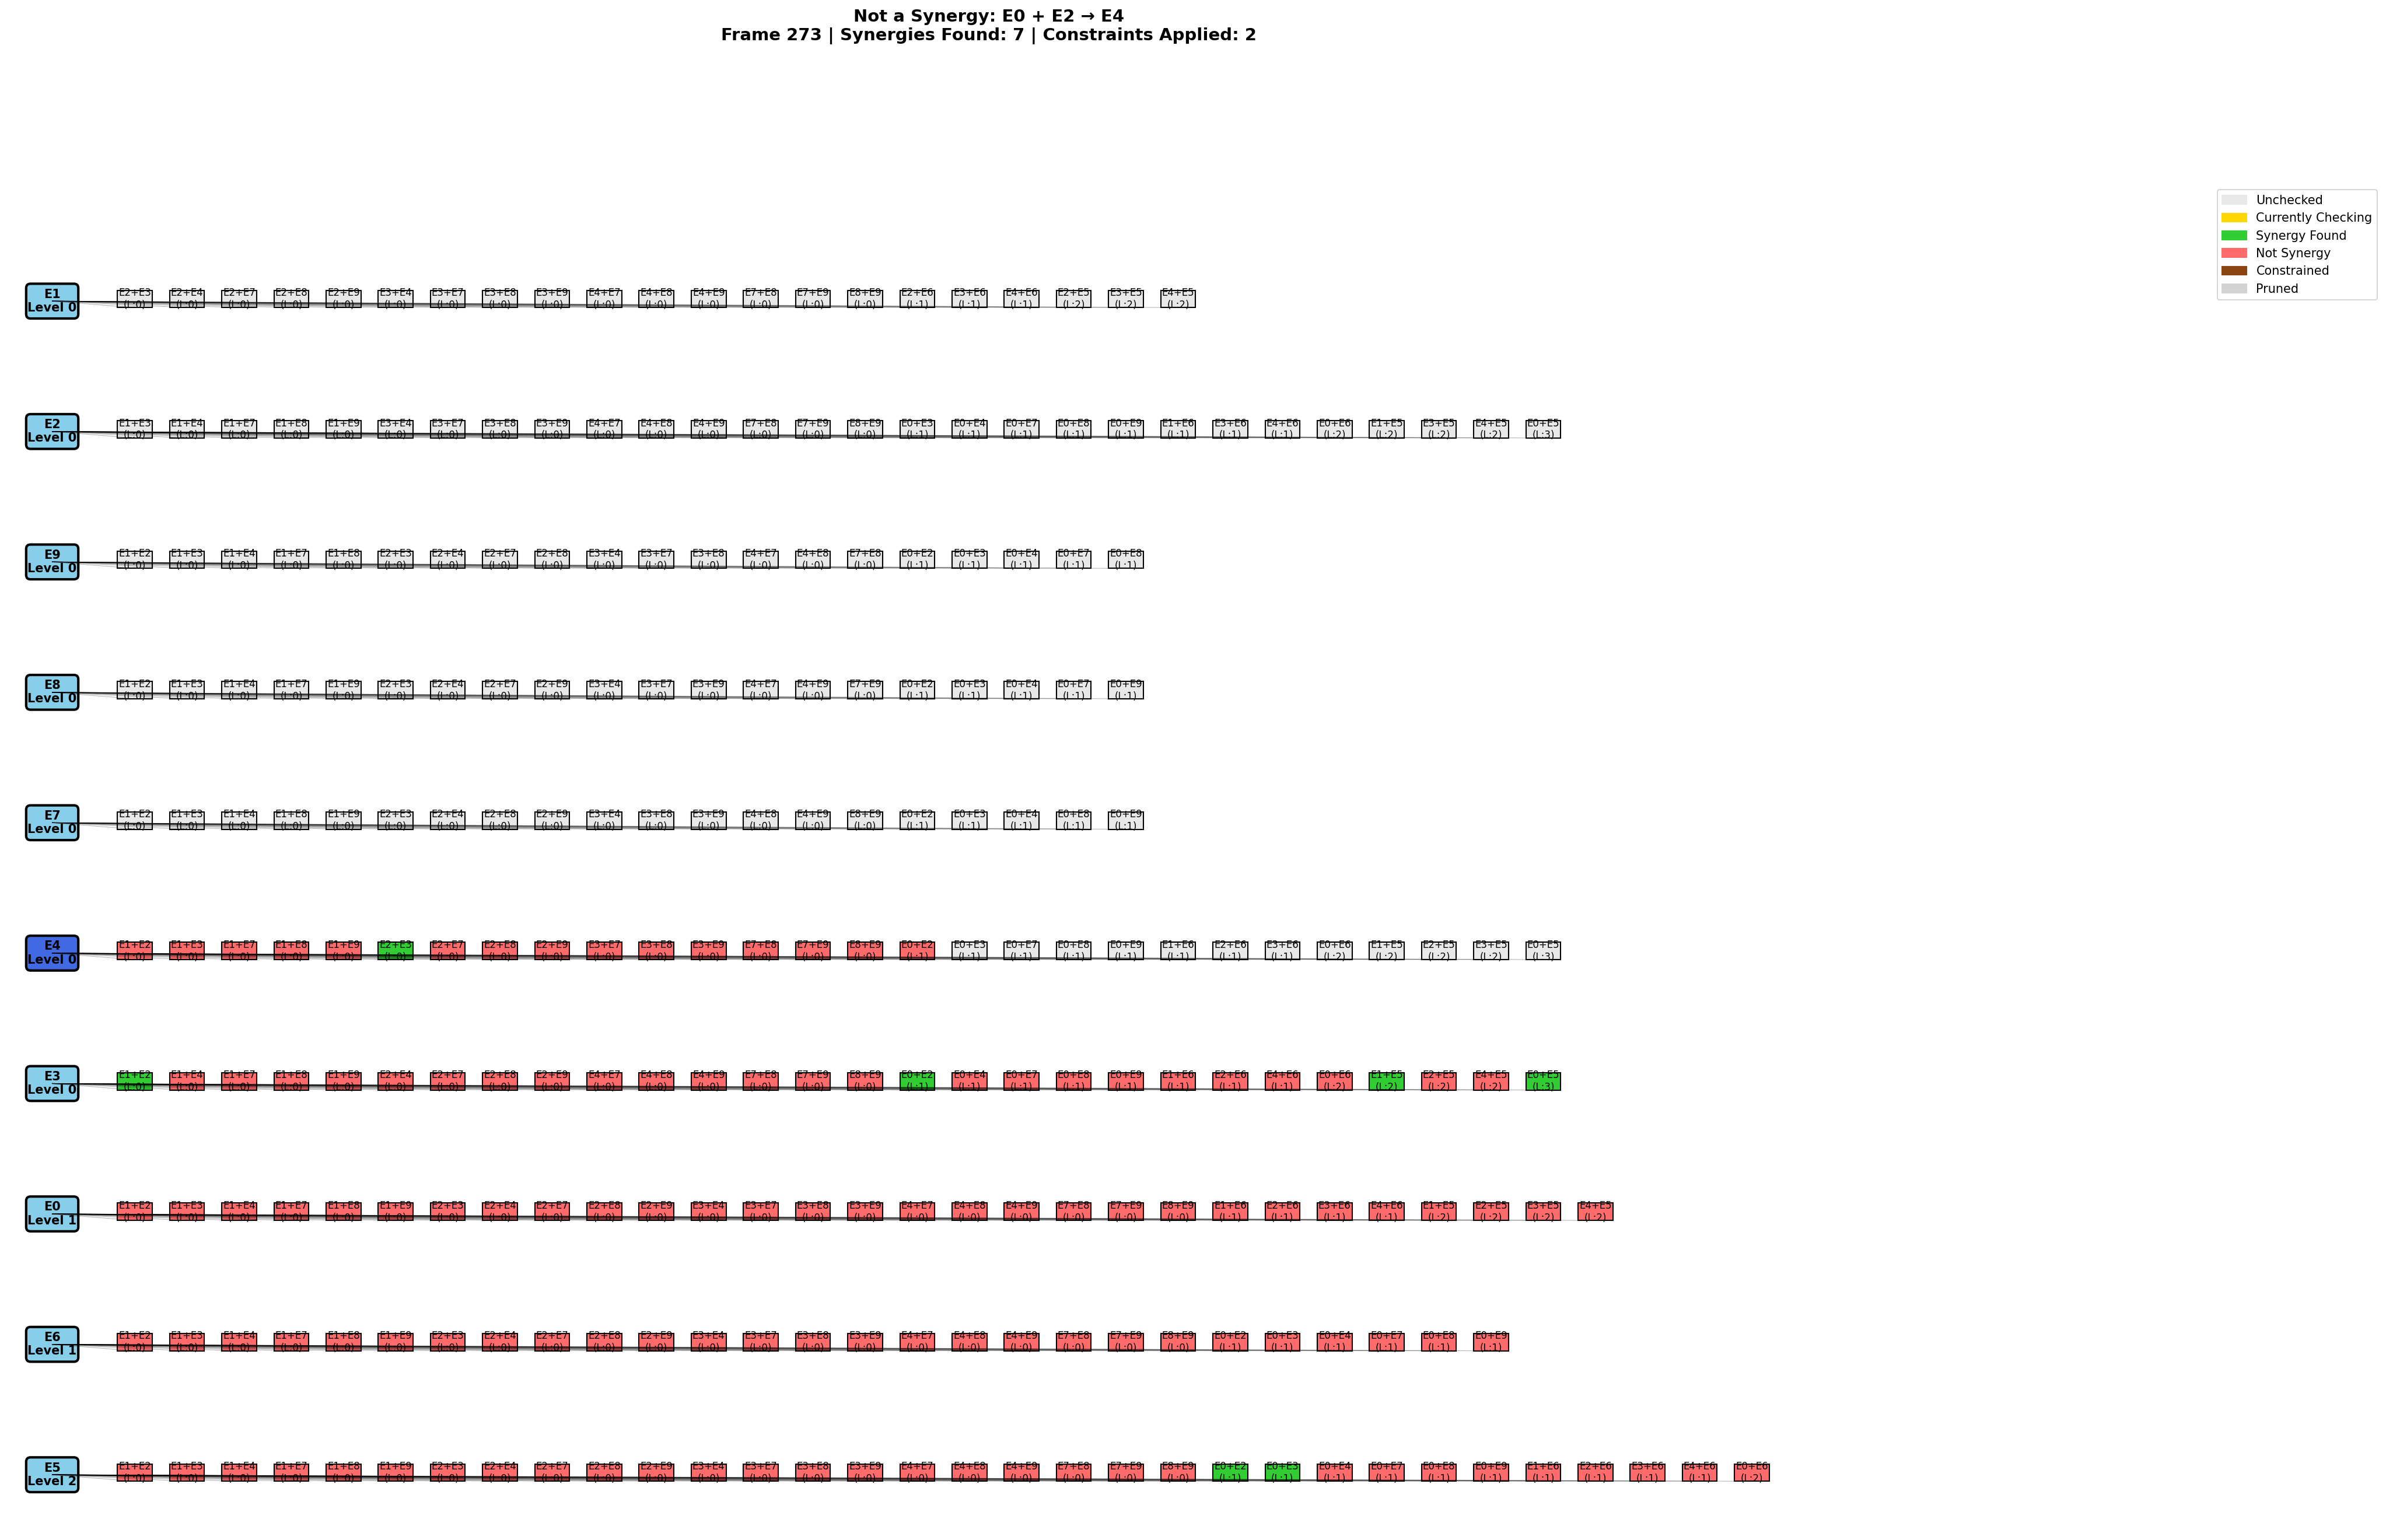 Not a Synergy: E0 + E2 → E4
Frame 273 | Synergies Found: 7 | Constraints Applied: 2
Unchecked
Currently Checking
Synergy Found
Not Synergy
Constrained
Pruned
E1
Level 0
E2+E3 E2+E4 E2+E7 E2+E8 E2+E9 E3+E4 E3+E7 E3+E8 E3+E9 E4+E7 E4+E8 E4+E9 E7+E8 E7+E9 E8+E9 E2+E6 E3+E6 E4+E6 E2+E5 E3+E5 E4+E5
(L:0) (L:0) (L:0) (L:0) (L:0) (L:0) (L:0) (L:0) (L:0) (L:0) (L:0) (L:0) (L:0) (L:0) (L:0) (L:1) (L:1) (L:1) (L:2) (L:2) (L:2)
E2
Level 0
E1+E3 E1+E4 E1+E7 E1+E8 E1+E9 E3+E4 E3+E7 E3+E8 E3+E9 E4+E7 E4+E8 E4+E9 E7+E8 E7+E9 E8+E9 E0+E3 E0+E4 E0+E7 E0+E8 E0+E9 E1+E6 E3+E6 E4+E6 E0+E6 E1+E5 E3+E5 E4+E5 E0+E5
(L:0) (L:0) (L:0) (L:0) (L:0) (L:0) (L:0) (L:0) (L:0) (L:0) (L:0) (L:0) (L:0) (L:0) (L:0) (L:1) (L:1) (L:1) (L:1) (L:1) (L:1) (L:1) (L:1) (L:2) (L:2) (L:2) (L:2) (L:3)
E9
Level 0
E1+E2 E1+E3 E1+E4 E1+E7 E1+E8 E2+E3 E2+E4 E2+E7 E2+E8 E3+E4 E3+E7 E3+E8 E4+E7 E4+E8 E7+E8 E0+E2 E0+E3 E0+E4 E0+E7 E0+E8
(L:0) (L:0) (L:0) (L:0) (L:0) (L:0) (L:0) (L:0) (L:0) (L:0) (L:0) (L:0) (L:0) (L:0) (L:0) (L:1) (L:1) (L:1) (L:1) (L:1)
E8
Level 0
E1+E2 E1+E3 E1+E4 E1+E7 E1+E9 E2+E3 E2+E4 E2+E7 E2+E9 E3+E4 E3+E7 E3+E9 E4+E7 E4+E9 E7+E9 E0+E2 E0+E3 E0+E4 E0+E7 E0+E9
(L:0) (L:0) (L:0) (L:0) (L:0) (L:0) (L:0) (L:0) (L:0) (L:0) (L:0) (L:0) (L:0) (L:0) (L:0) (L:1) (L:1) (L:1) (L:1) (L:1)
E7
Level 0
E1+E2 E1+E3 E1+E4 E1+E8 E1+E9 E2+E3 E2+E4 E2+E8 E2+E9 E3+E4 E3+E8 E3+E9 E4+E8 E4+E9 E8+E9 E0+E2 E0+E3 E0+E4 E0+E8 E0+E9
(L:0) (L:0) (L:0) (L:0) (L:0) (L:0) (L:0) (L:0) (L:0) (L:0) (L:0) (L:0) (L:0) (L:0) (L:0) (L:1) (L:1) (L:1) (L:1) (L:1)
E4
Level 0
E1+E2 E1+E3 E1+E7 E1+E8 E1+E9 E2+E3 E2+E7 E2+E8 E2+E9 E3+E7 E3+E8 E3+E9 E7+E8 E7+E9 E8+E9 E0+E2 E0+E3 E0+E7 E0+E8 E0+E9 E1+E6 E2+E6 E3+E6 E0+E6 E1+E5 E2+E5 E3+E5 E0+E5
(L:0) (L:0) (L:0) (L:0) (L:0) (L:0) (L:0) (L:0) (L:0) (L:0) (L:0) (L:0) (L:0) (L:0) (L:0) (L:1) (L:1) (L:1) (L:1) (L:1) (L:1) (L:1) (L:1) (L:2) (L:2) (L:2) (L:2) (L:3)
E3
Level 0
E1+E2 E1+E4 E1+E7 E1+E8 E1+E9 E2+E4 E2+E7 E2+E8 E2+E9 E4+E7 E4+E8 E4+E9 E7+E8 E7+E9 E8+E9 E0+E2 E0+E4 E0+E7 E0+E8 E0+E9 E1+E6 E2+E6 E4+E6 E0+E6 E1+E5 E2+E5 E4+E5 E0+E5
(L:0) (L:0) (L:0) (L:0) (L:0) (L:0) (L:0) (L:0) (L:0) (L:0) (L:0) (L:0) (L:0) (L:0) (L:0) (L:1) (L:1) (L:1) (L:1) (L:1) (L:1) (L:1) (L:1) (L:2) (L:2) (L:2) (L:2) (L:3)
E0
Level 1
E1+E2 E1+E3 E1+E4 E1+E7 E1+E8 E1+E9 E2+E3 E2+E4 E2+E7 E2+E8 E2+E9 E3+E4 E3+E7 E3+E8 E3+E9 E4+E7 E4+E8 E4+E9 E7+E8 E7+E9 E8+E9 E1+E6 E2+E6 E3+E6 E4+E6 E1+E5 E2+E5 E3+E5 E4+E5
(L:0) (L:0) (L:0) (L:0) (L:0) (L:0) (L:0) (L:0) (L:0) (L:0) (L:0) (L:0) (L:0) (L:0) (L:0) (L:0) (L:0) (L:0) (L:0) (L:0) (L:0) (L:1) (L:1) (L:1) (L:1) (L:2) (L:2) (L:2) (L:2)
E6
Level 1
E1+E2 E1+E3 E1+E4 E1+E7 E1+E8 E1+E9 E2+E3 E2+E4 E2+E7 E2+E8 E2+E9 E3+E4 E3+E7 E3+E8 E3+E9 E4+E7 E4+E8 E4+E9 E7+E8 E7+E9 E8+E9 E0+E2 E0+E3 E0+E4 E0+E7 E0+E8 E0+E9
(L:0) (L:0) (L:0) (L:0) (L:0) (L:0) (L:0) (L:0) (L:0) (L:0) (L:0) (L:0) (L:0) (L:0) (L:0) (L:0) (L:0) (L:0) (L:0) (L:0) (L:0) (L:1) (L:1) (L:1) (L:1) (L:1) (L:1)
E5
Level 2
E1+E2 E1+E3 E1+E4 E1+E7 E1+E8 E1+E9 E2+E3 E2+E4 E2+E7 E2+E8 E2+E9 E3+E4 E3+E7 E3+E8 E3+E9 E4+E7 E4+E8 E4+E9 E7+E8 E7+E9 E8+E9 E0+E2 E0+E3 E0+E4 E0+E7 E0+E8 E0+E9 E1+E6 E2+E6 E3+E6 E4+E6 E0+E6
(L:0) (L:0) (L:0) (L:0) (L:0) (L:0) (L:0) (L:0) (L:0) (L:0) (L:0) (L:0) (L:0) (L:0) (L:0) (L:0) (L:0) (L:0) (L:0) (L:0) (L:0) (L:1) (L:1) (L:1) (L:1) (L:1) (L:1) (L:1) (L:1) (L:1) (L:1) (L:2)